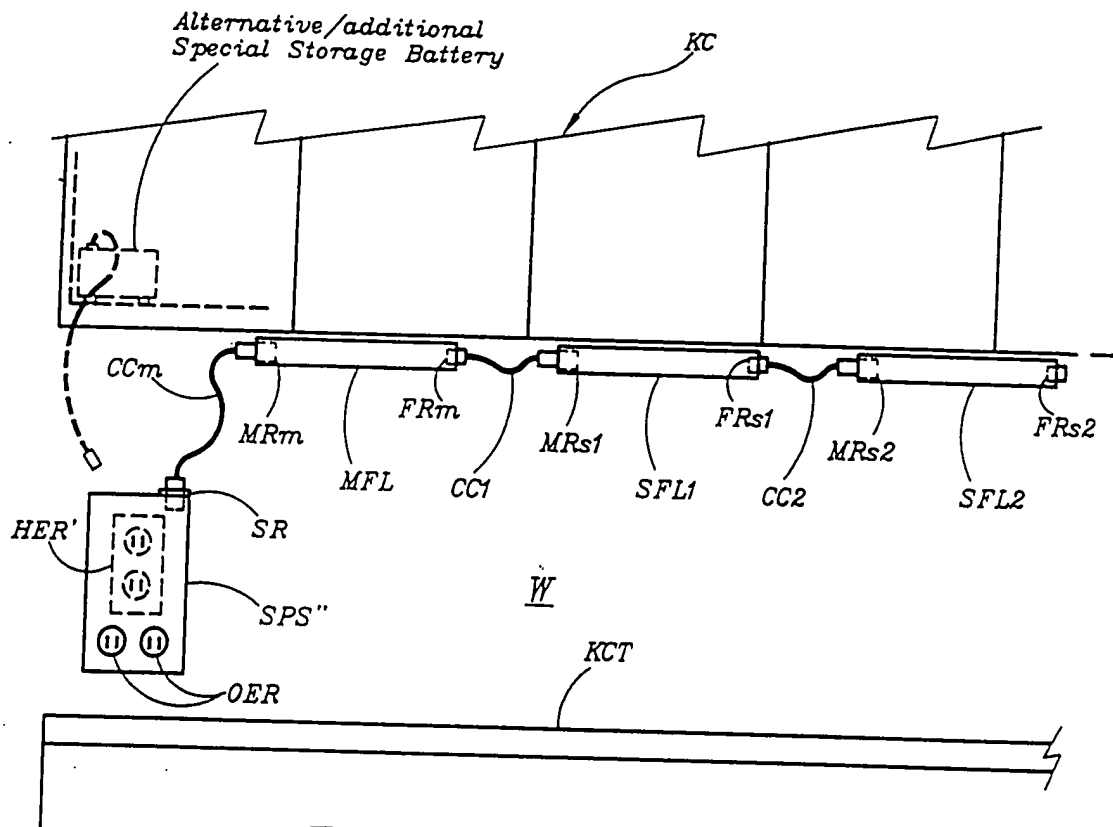 Alternative/additional
Special Storage Battery
KC
CCm
MRm
FRm
MRs1
FRs1
MRs2
FRs2
MFL
CC1
SFL1
CC2
SFL2
HER'
SR
SPS"
W
OER
KCT